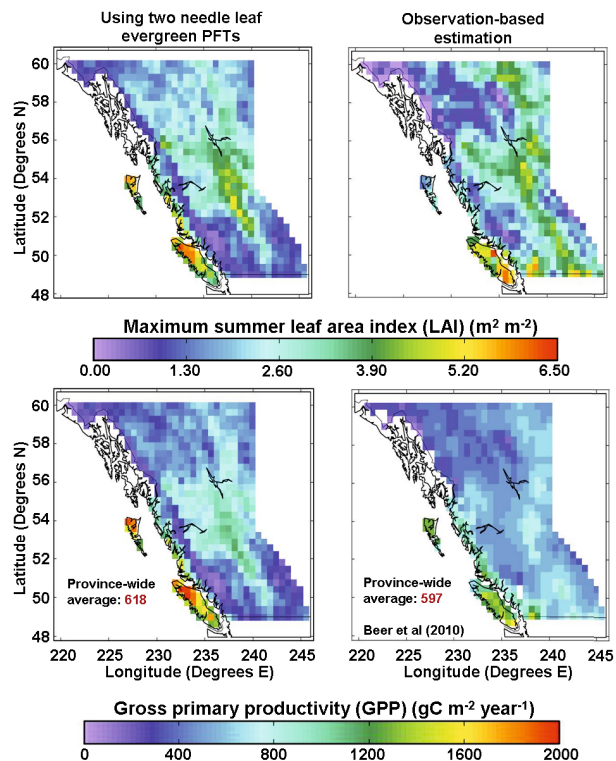 Using two needle leaf
evergreen PFTs
Observation-based
estimation
Latitude (Degrees N)
60
58
56
54
52
50
48
Maximum summer leaf area index (LAI) (m² m⁻²)
0.00 1.30 2.60 3.90 5.20 6.50
Latitude (Degrees N)
60
58
56
54
52
50
48
Province-wide
average: 618
Province-wide
average: 597
Beer et al (2010)
220 225 230 235 240 245
220 225 230 235 240 245
Longitude (Degrees E)
Longitude (Degrees E)
Gross primary productivity (GPP) (gC m⁻² year⁻¹)
0 400 800 1200 1600 2000